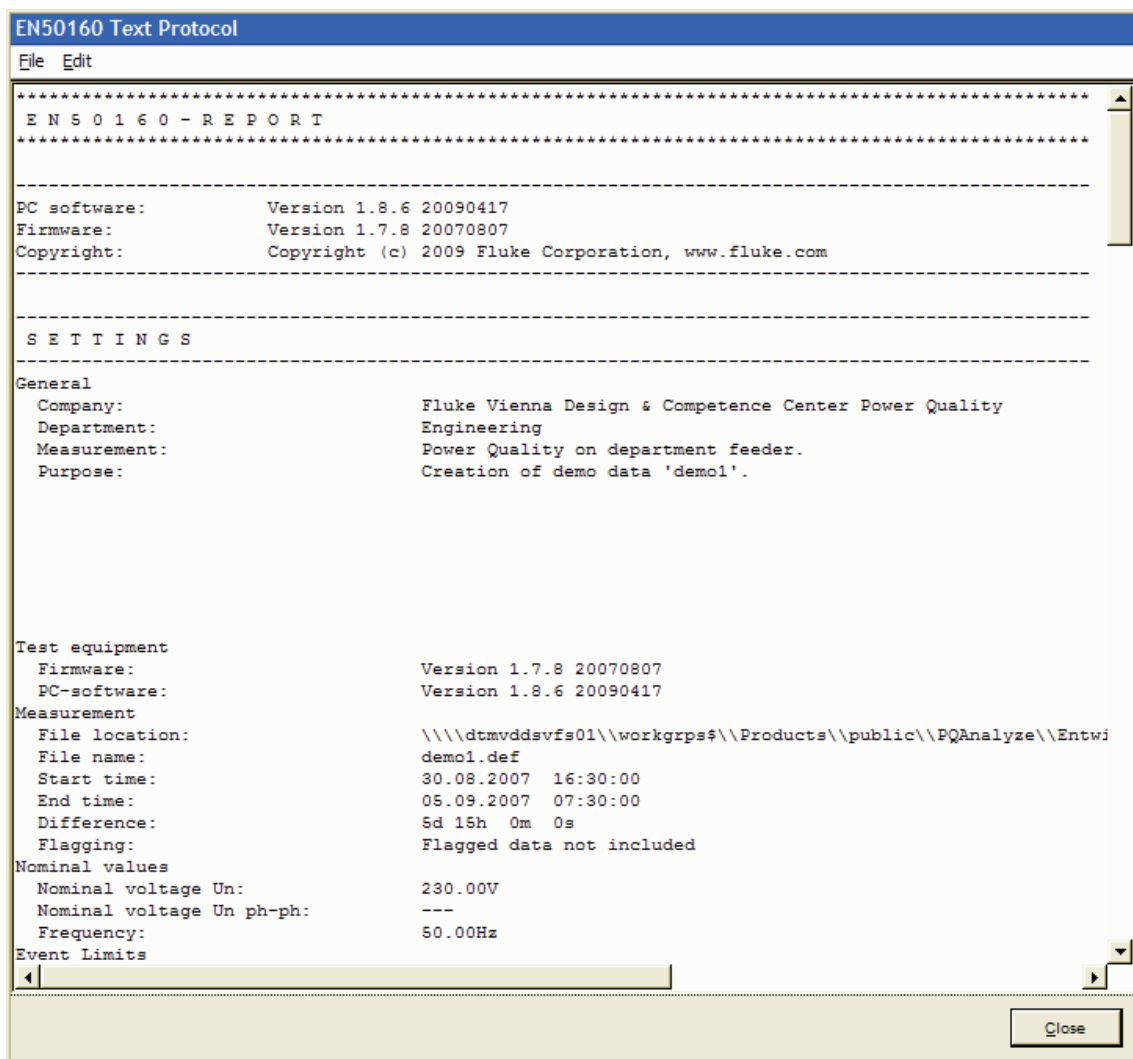 EN50160 Text Protocol
File Edit
**************************************************************************************************
E N 5 0 1 6 0 - R E P O R T
**************************************************************************************************
--------------------------------------------------------------------------------------------------
PC software: Version 1.8.6 20090417
Firmware: Version 1.7.8 20070807
Copyright: Copyright (c) 2009 Fluke Corporation, www.fluke.com
--------------------------------------------------------------------------------------------------
--------------------------------------------------------------------------------------------------
S E T T I N G S
--------------------------------------------------------------------------------------------------
General
Company: Fluke Vienna Design & Competence Center Power Quality
Department: Engineering
Measurement: Power Quality on department feeder.
Purpose: Creation of demo data 'demo1'.
Test equipment
Firmware: Version 1.7.8 20070807
PC-software: Version 1.8.6 20090417
Measurement
File location: \\\\dtmvddsvfs01\\workgrps$\\Products\\public\\PQAnalyze\\Entwi
File name: demo1.def
Start time: 30.08.2007 16:30:00
End time: 05.09.2007 07:30:00
Difference: 5d 15h 0m 0s
Flagging: Flagged data not included
Nominal values
Nominal voltage Un: 230.00V
Nominal voltage Un ph-ph: ---
Frequency: 50.00Hz
Event Limits
Close